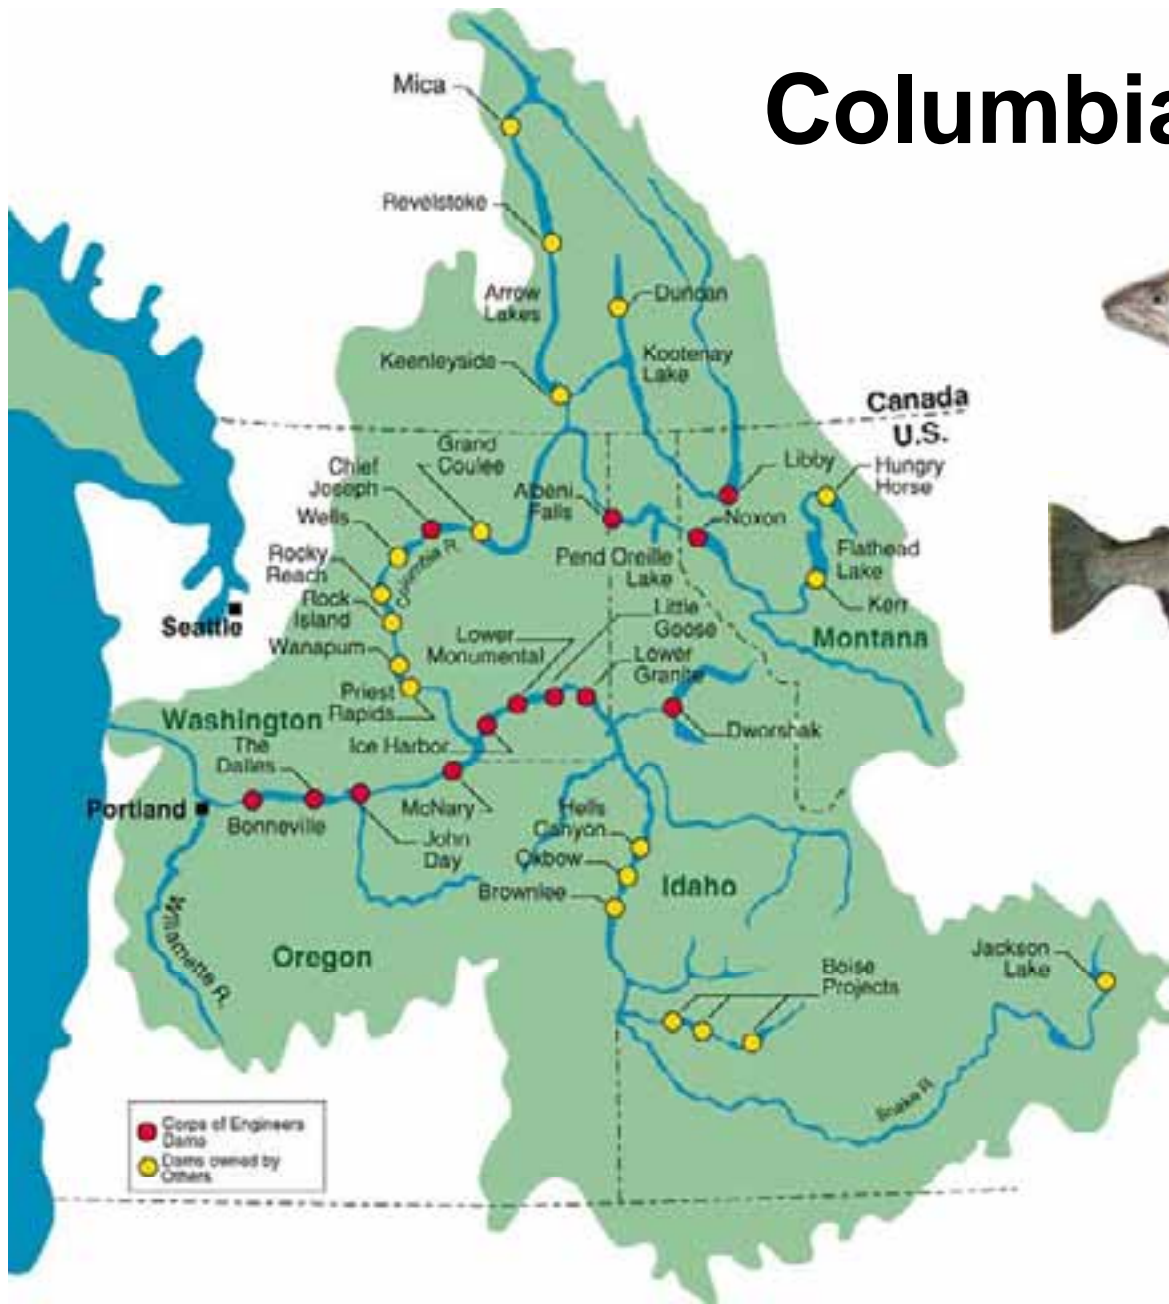 Columbia
Mica
Revelstoke
Arrow
Lakes
Duncan
Keenleyside
Kootenay
Lake
Canada
U.S.
Grand
Coulee
Chief
Joseph
Libby
Hungry
Horse
Albeni
Falls
Wells
Noxon
Columbia R.
Rocky
Reach
Pend Oreille
Lake
Flathead
Lake
Rock
Island
Little
Goose
Kerr
Seattle
Lower
Monumental
Montana
Wanapum
Lower
Granite
Priest
Rapids
Washington
Ice Harbor
Dworshak
The
Dalles
Portland
McNary
Hells
Canyon
Bonneville
John
Day
Oxbow
Brownlee
Idaho
Willamette R.
Oregon
Jackson
Lake
Boise
Projects
Snake R.
Corps of Engineers
Dams
Dams owned by
Others